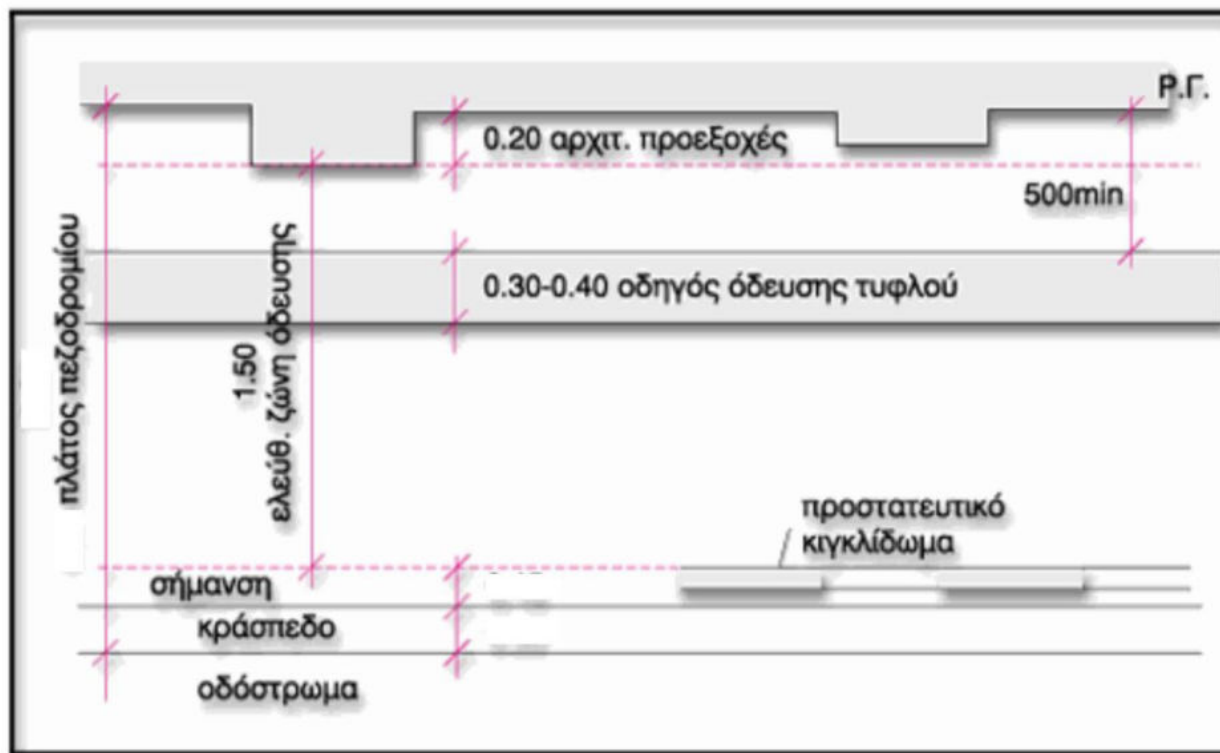 Ρ.Γ.
0.20 αρχιτ. προεξοχές
500min
πλάτος πεζοδρομίου
1.50
ελεύθ. ζώνη όδευσης
0.30-0.40 οδηγός όδευσης τυφλού
προστατευτικό
κιγκλίδωμα
σήμανση
κράσπεδο
οδόστρωμα